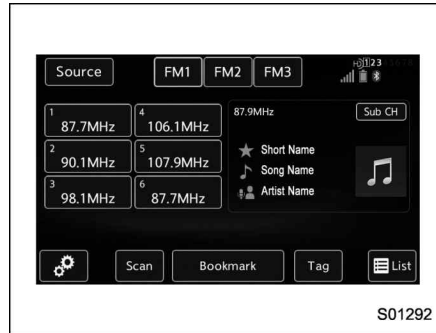 Source FM1 FM2 FM3 123
87.9MHz Sub CH
1 87.7MHz
4 106.1MHz
2 90.1MHz
5 107.9MHz
3 98.1MHz
6 87.7MHz
Short Name
Song Name
Artist Name
Scan Bookmark Tag List
S01292